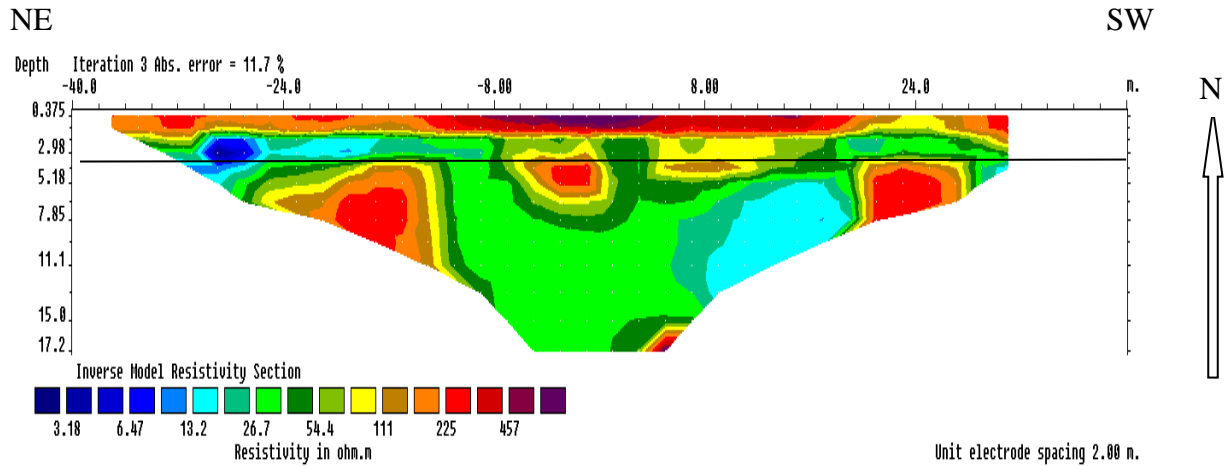 NE SW
Depth Iteration 3 Abs. error = 11.7 %
-40.0 -24.0 -8.00 8.00 24.0 m.
N
0.375
2.98
5.18
7.85
11.1
15.0
17.2
Inverse Model Resistivity Section
3.18 6.47 13.2 26.7 54.4 111 225 457
Resistivity in ohm.m Unit electrode spacing 2.00 m.